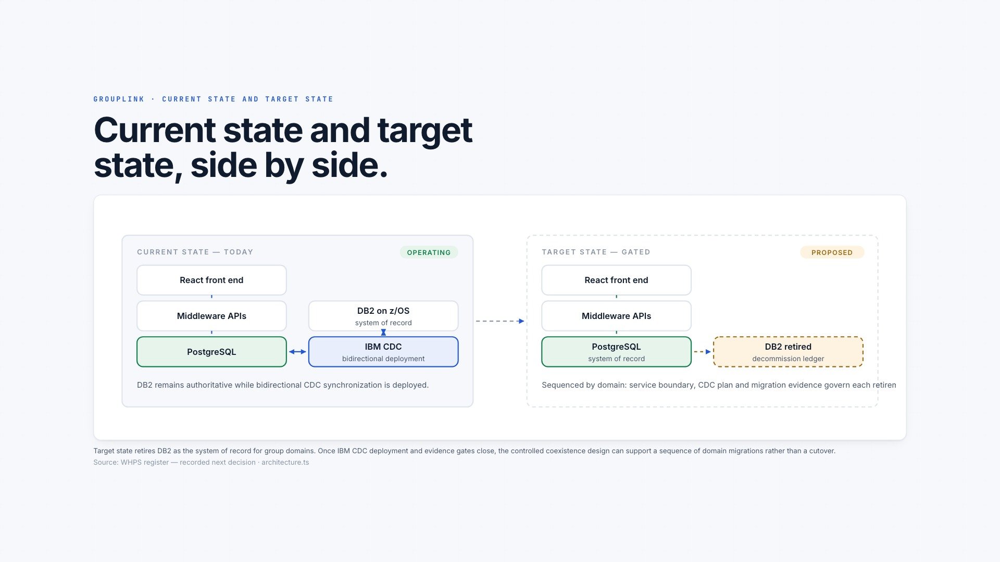 GROUPLINK · CURRENT STATE AND TARGET STATE
Current state and target
state, side by side.
CURRENT STATE — TODAY
OPERATING
React front end
Middleware APIs
DB2 on z/OS
system of record
PostgreSQL
IBM CDC
bidirectional deployment
DB2 remains authoritative while bidirectional CDC synchronization is deployed.
TARGET STATE — GATED
PROPOSED
React front end
Middleware APIs
PostgreSQL
system of record
DB2 retired
decommission ledger
Sequenced by domain: service boundary, CDC plan and migration evidence govern each retiren
Target state retires DB2 as the system of record for group domains. Once IBM CDC deployment and evidence gates close, the controlled coexistence design can support a sequence of domain migrations rather than a cutover.
Source: WHPS register — recorded next decision · architecture.ts